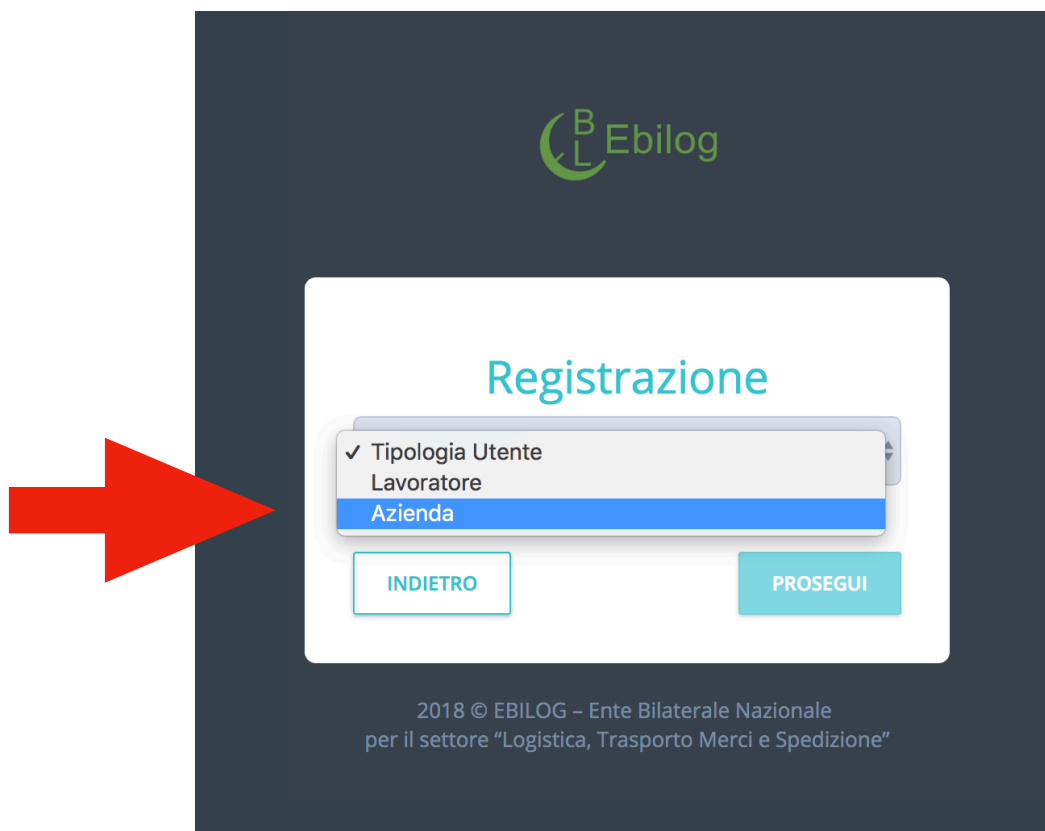 B
L Ebilog
Registrazione
✓ Tipologia Utente
Lavoratore
Azienda
INDIETRO PROSEGUI
2018 © EBILOG – Ente Bilaterale Nazionale
per il settore “Logistica, Trasporto Merci e Spedizione”